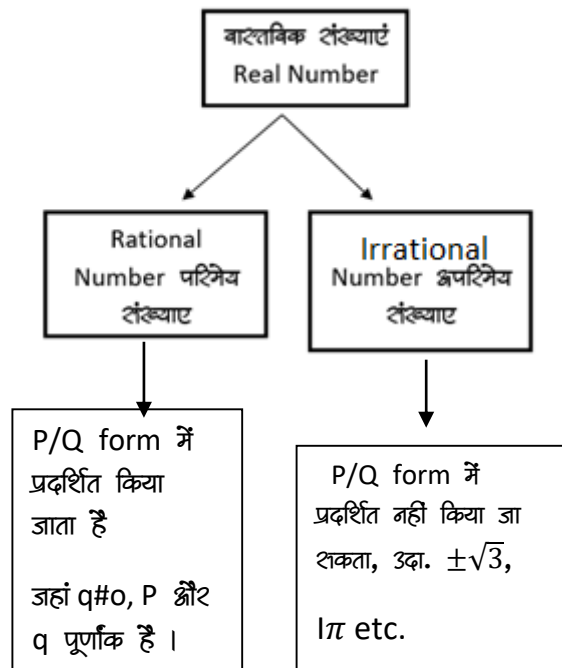 वास्तविक संख्याएं
Real Number
Rational
Number परिमेय
संख्याए
Irrational
Number अपरिमेय
संख्याए
P/Q form में
प्रदर्शित किया
जाता है
जहां q#o, P और
q पूर्णांक है ।
P/Q form में
प्रदर्शित नहीं किया जा
सकता, उदा. ±√3,
Iπ etc.